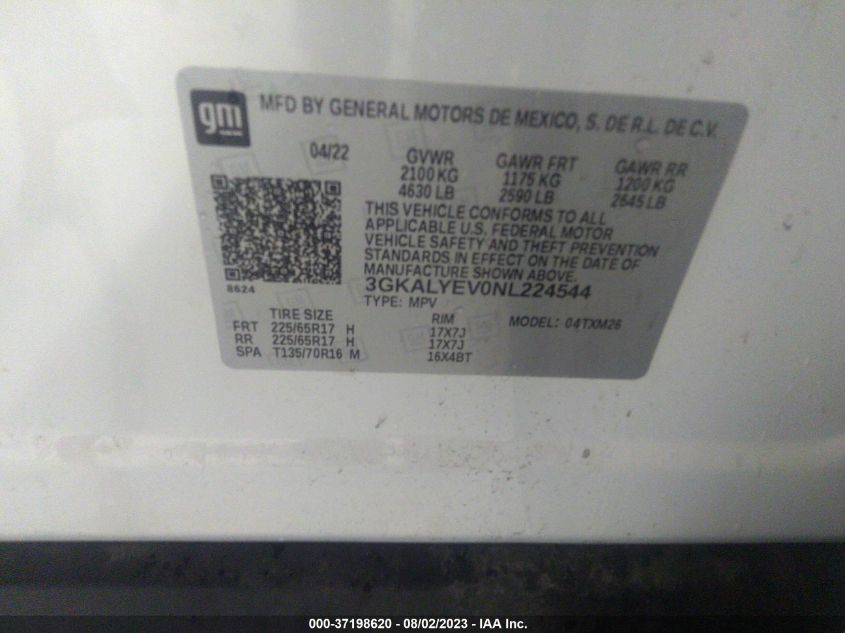 gm
MFD BY GENERAL MOTORS DE MEXICO, S. DE R.L. DE C.V.
04/22 GVWR GAWR FRT GAWR RR
2100 KG 1175 KG 1200 KG
4630 LB 2590 LB 2645 LB
THIS VEHICLE CONFORMS TO ALL
APPLICABLE U.S. FEDERAL MOTOR
VEHICLE SAFETY AND THEFT PREVENTION
STANDARDS IN EFFECT ON THE DATE OF
MANUFACTURE SHOWN ABOVE.
8624
3GKALYEV0NL224544
TYPE: MPV
TIRE SIZE RIM MODEL: 04TXM26
FRT 225/65R17 H 17X7J
RR 225/65R17 H 17X7J
SPA T135/70R16 M 16X4BT
000-37198620 - 08/02/2023 - IAA Inc.